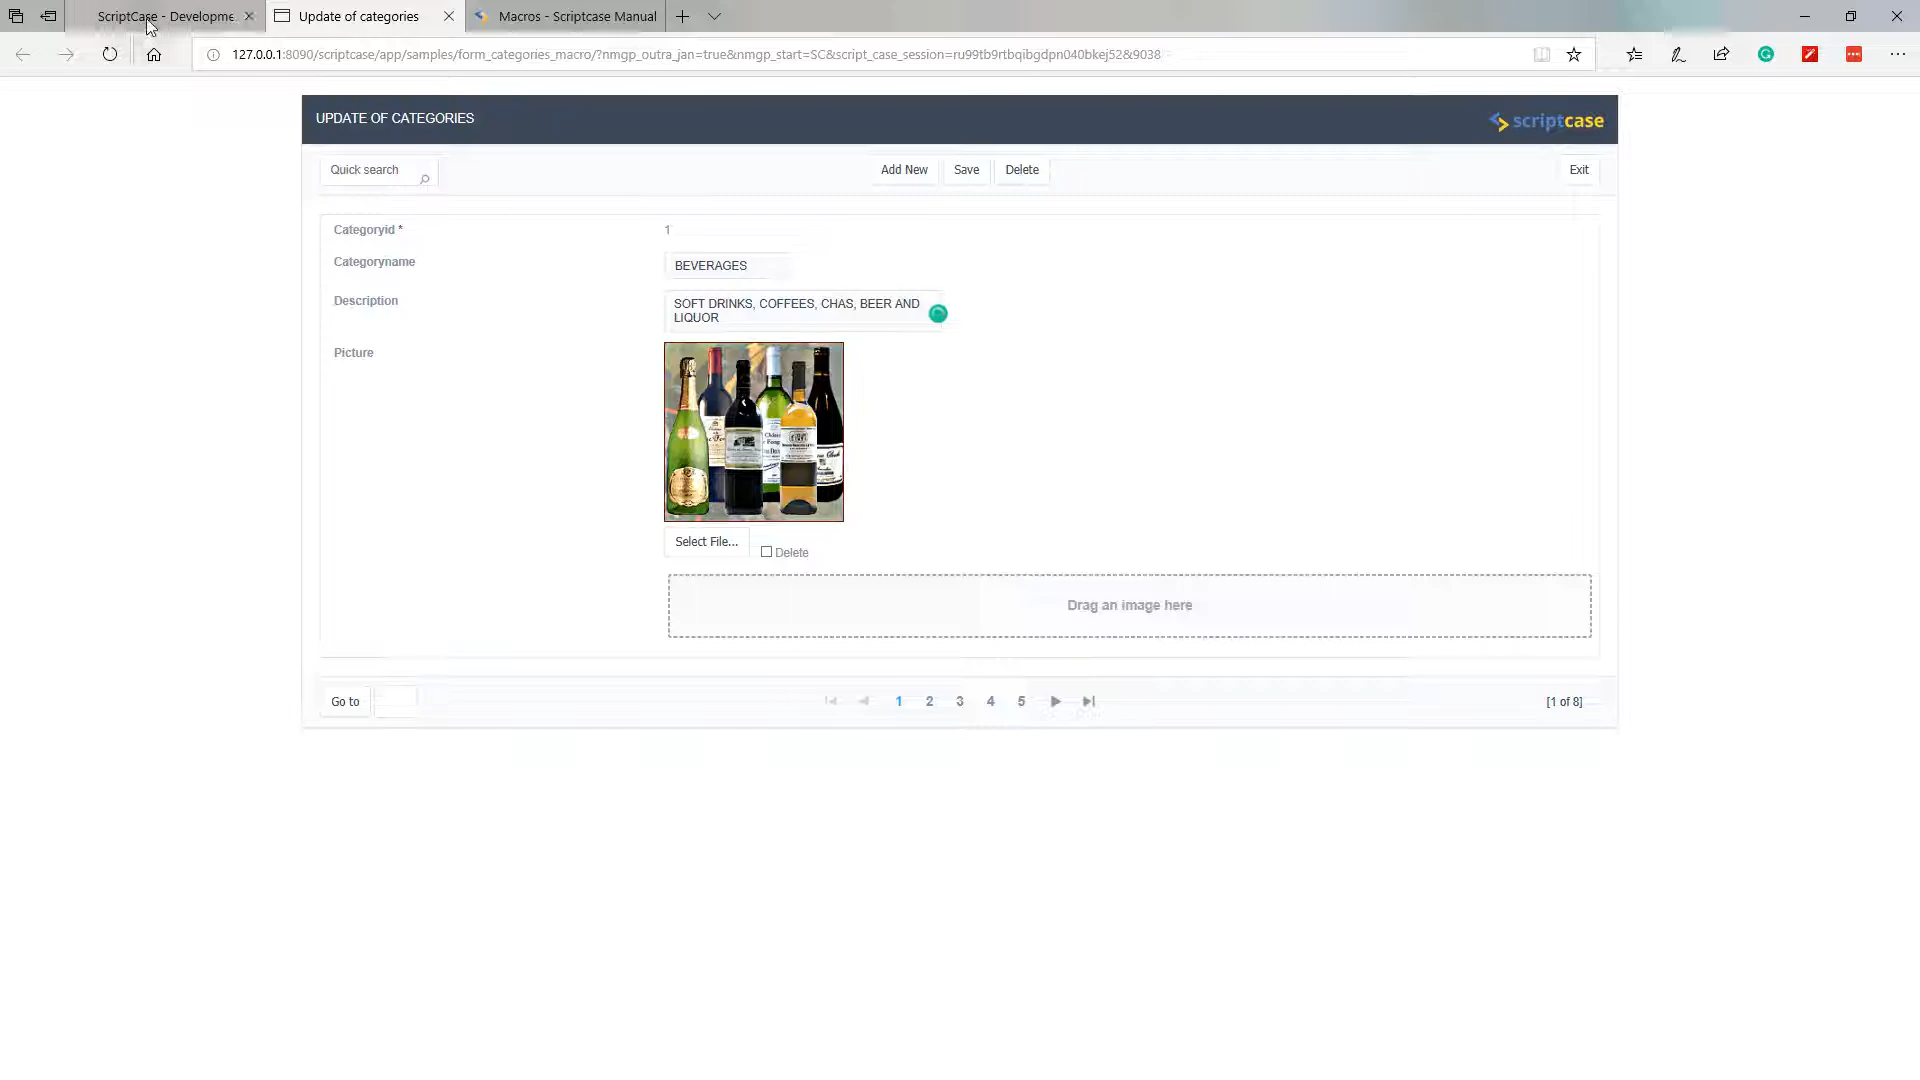 ScriptCase - Developme
Update of categories
Macros - Scriptcase Manual
127.0.0.1:8090/scriptcase/app/samples/form_categories_macro/?nmgp_outra_jan=true&nmgp_start=SC&script_case_session=ru99tb9rtbqibgdpn040bkej52&9038
UPDATE OF CATEGORIES
scriptcase
Quick search
Add New
Save
Delete
Exit
Categoryid *
1
Categoryname
BEVERAGES
Description
SOFT DRINKS, COFFEES, CHAS, BEER AND
LIQUOR
Picture
Select File...
Delete
Drag an image here
Go to
1 2 3 4 5
[1 of 8]